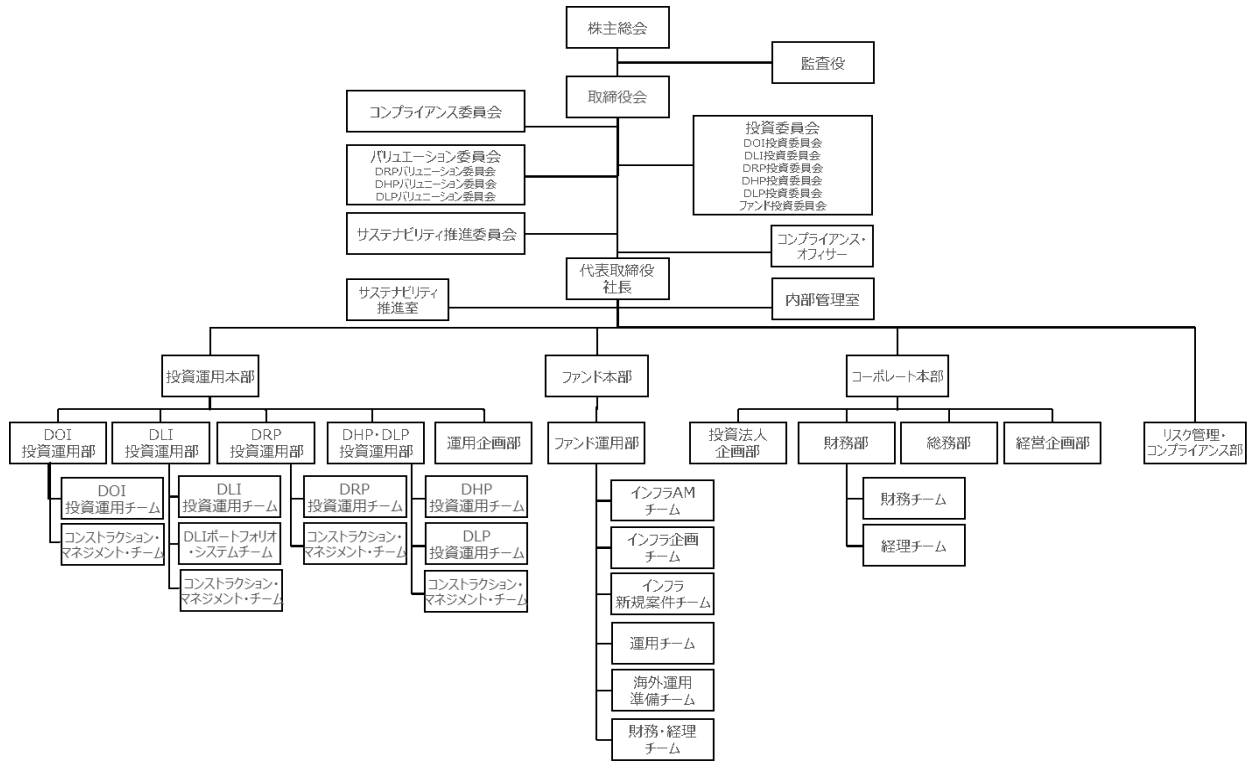 株主総会
監査役
取締役会
コンプライアンス委員会
投資委員会
DOI投資委員会
DLI投資委員会
DRP投資委員会
DHP投資委員会
DLP投資委員会
ファンド投資委員会
バリュエーション委員会
DRPバリュエーション委員会
DHPバリュエーション委員会
DLPバリュエーション委員会
サステナビリティ推進委員会
コンプライアンス・
オフィサー
代表取締役
社長
サステナビリティ
推進室
内部管理室
投資運用本部
ファンド本部
コーポレート本部
DOI
投資運用部
DLI
投資運用部
DRP
投資運用部
DHP・DLP
投資運用部
運用企画部
ファンド運用部
投資法人
企画部
財務部
総務部
経営企画部
リスク管理・
コンプライアンス部
DOI
投資運用チーム
コンストラクション・
マネジメント・チーム
DLI
投資運用チーム
DLIポートフォリオ
・システムチーム
コンストラクション・
マネジメント・チーム
DRP
投資運用チーム
コンストラクション・
マネジメント・チーム
DHP
投資運用チーム
DLP
投資運用チーム
コンストラクション・
マネジメント・チーム
インフラAM
チーム
インフラ企画
チーム
インフラ
新規案件チーム
運用チーム
海外運用
準備チーム
財務・経理
チーム
財務チーム
経理チーム